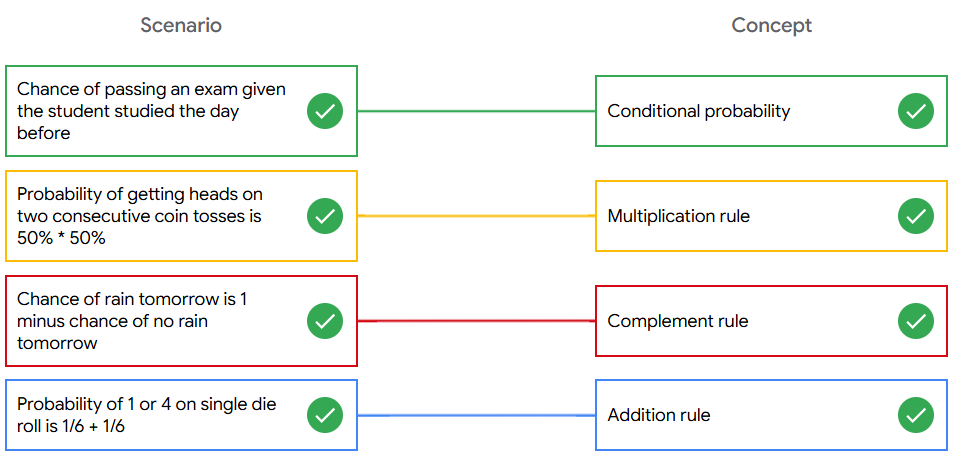 Scenario
Concept
Chance of passing an exam given
the student studied the day
before
Conditional probability
Probability of getting heads on
two consecutive coin tosses is
50% * 50%
Multiplication rule
Chance of rain tomorrow is 1
minus chance of no rain
tomorrow
Complement rule
Probability of 1 or 4 on single die
roll is 1/6 + 1/6
Addition rule